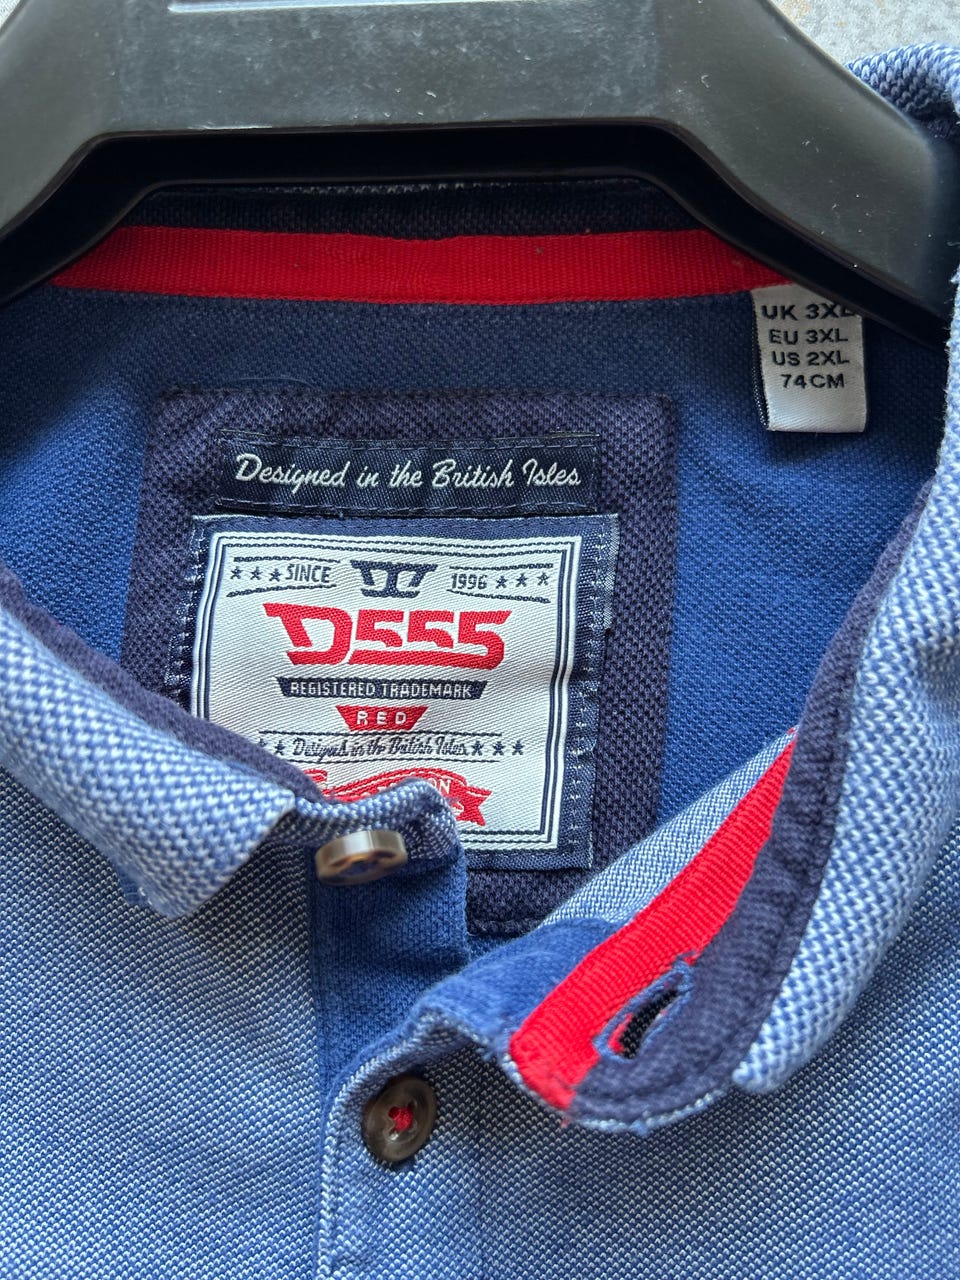 UK 3XL
EU 3XL
US 2XL
74CM
Designed in the British Isles
SINCE 1996
D555
REGISTERED TRADEMARK
RED
Designed in the British Isles